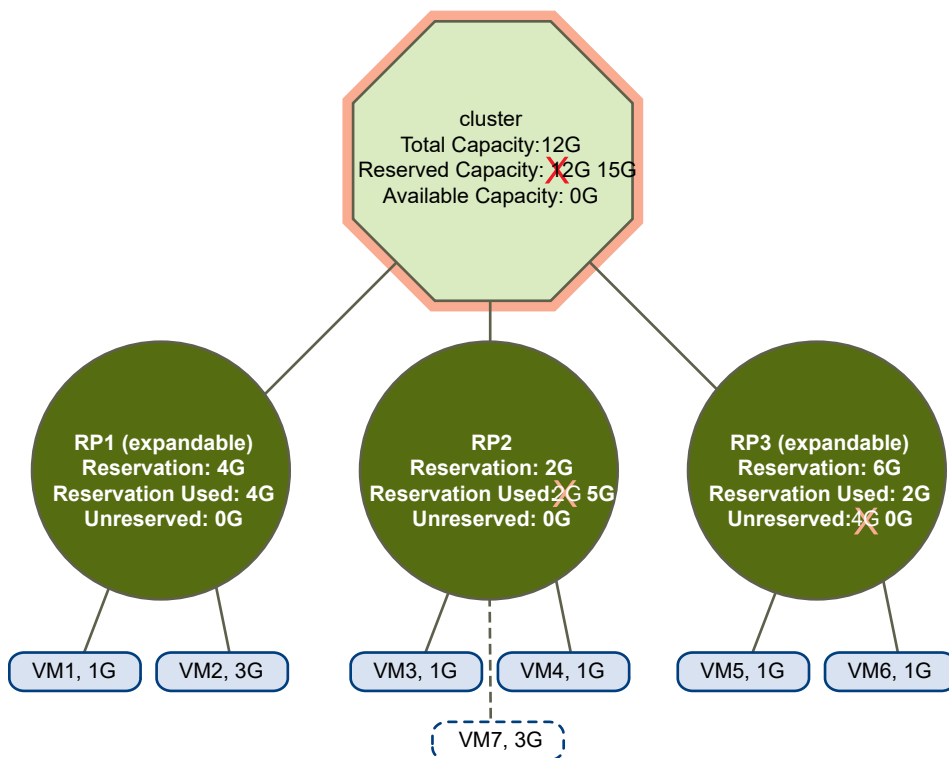 cluster
Total Capacity:12G
Reserved Capacity: 12G 15G
Available Capacity: 0G
RP1 (expandable)
Reservation: 4G
Reservation Used: 4G
Unreserved: 0G
RP2
Reservation: 2G
Reservation Used:2G 5G
Unreserved: 0G
RP3 (expandable)
Reservation: 6G
Reservation Used: 2G
Unreserved:4G 0G
VM1, 1G
VM2, 3G
VM3, 1G
VM4, 1G
VM5, 1G
VM6, 1G
VM7, 3G